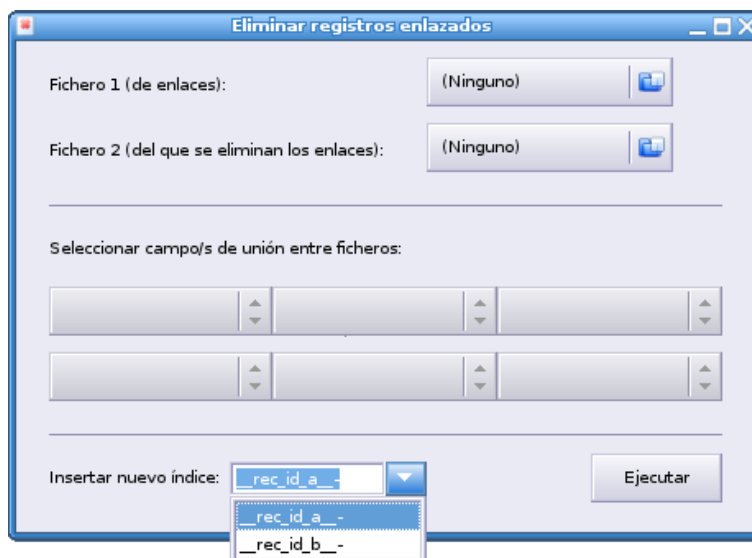 Eliminar registros enlazados
Fichero 1 (de enlaces):
(Ninguno)
Fichero 2 (del que se eliminan los enlaces):
(Ninguno)
Seleccionar campo/s de unión entre ficheros:
Insertar nuevo índice:
__rec_id_a__-
Ejecutar
__rec_id_a__-
__rec_id_b__-